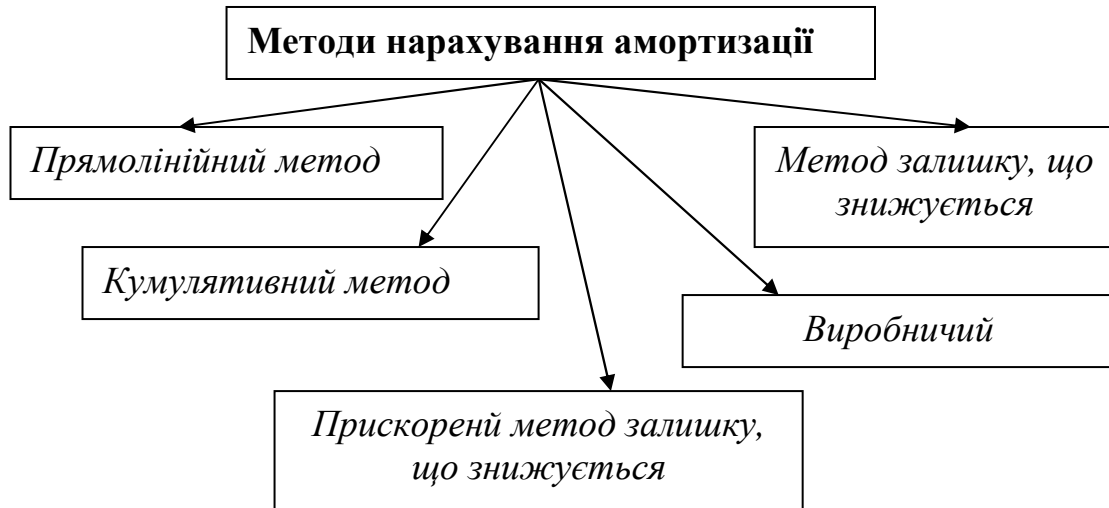 Методи нарахування амортизації
Прямолінійний метод
Метод залишку, що
знижується
Кумулятивний метод
Виробничий
Прискоренй метод залишку,
що знижується